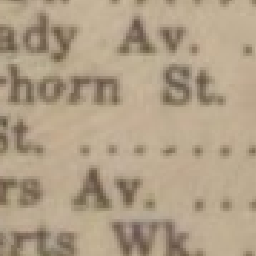 ady Av. .
rhorn St.
St. . . . . . . .
rs Av. . . .
erts Wk. .